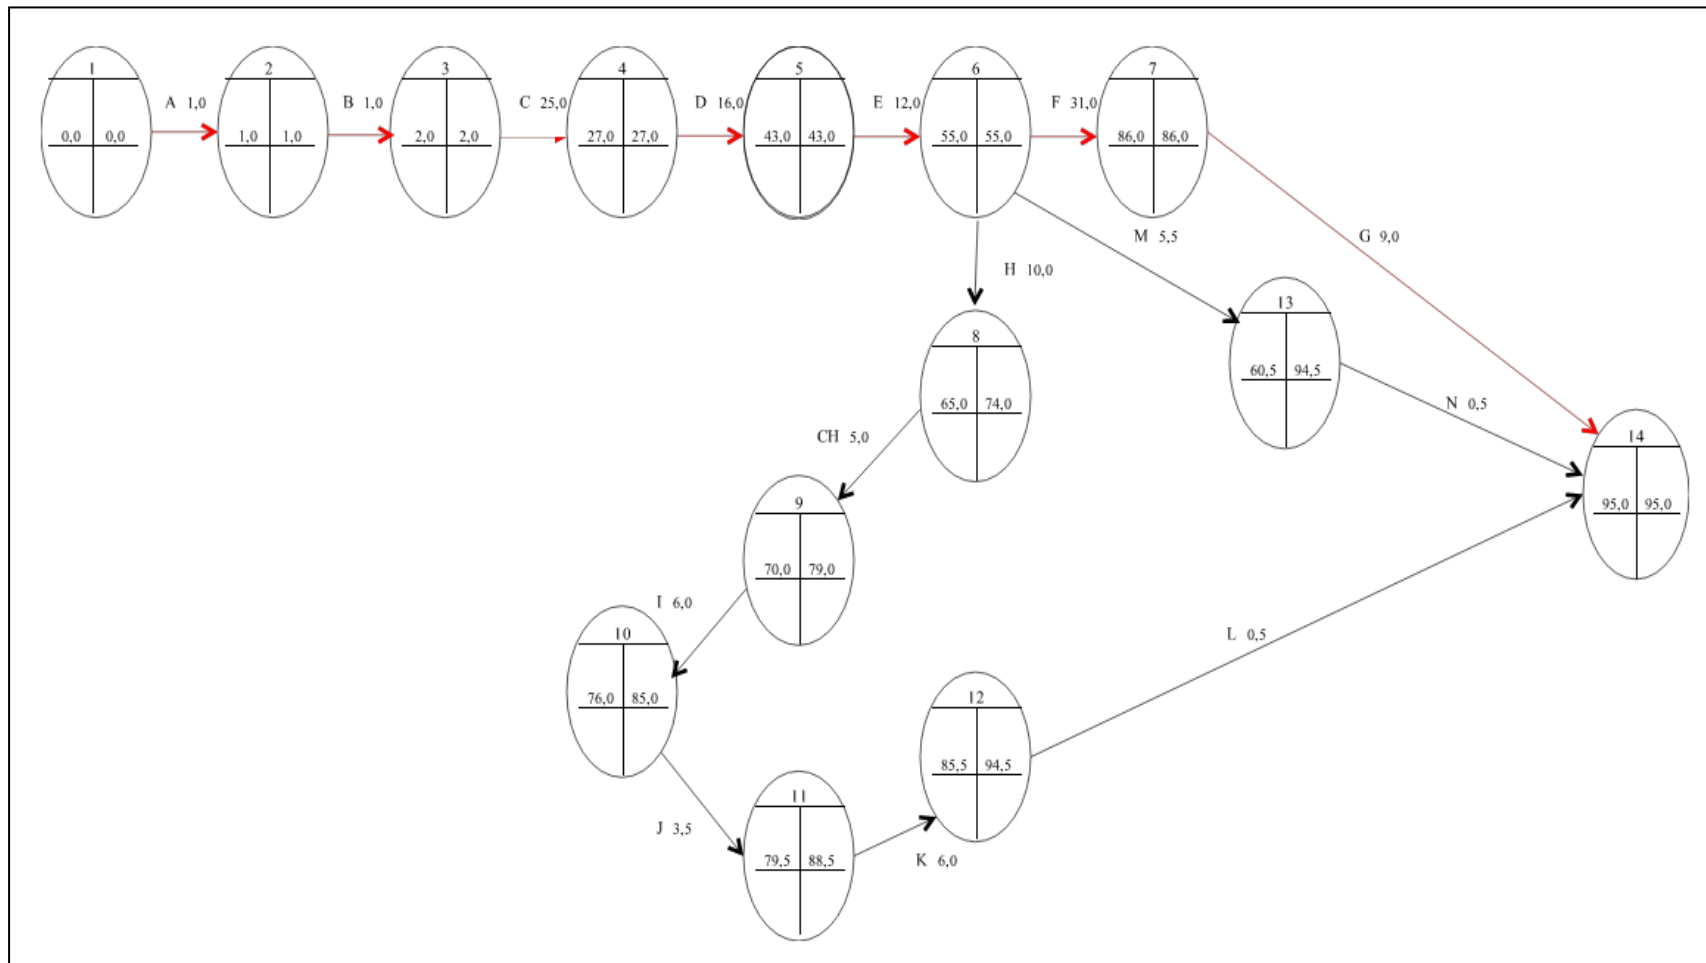 1
2
3
4
5
6
7
A 1,0
B 1,0
C 25,0
D 16,0
E 12,0
F 31,0
0,0 0,0
1,0 1,0
2,0 2,0
27,0 27,0
43,0 43,0
55,0 55,0
86,0 86,0
M 5,5
G 9,0
H 10,0
13
8
60,5 94,5
65,0 74,0
N 0,5
CH 5,0
14
9
95,0 95,0
70,0 79,0
I 6,0
10
L 0,5
76,0 85,0
12
85,5 94,5
11
J 3,5
79,5 88,5
K 6,0